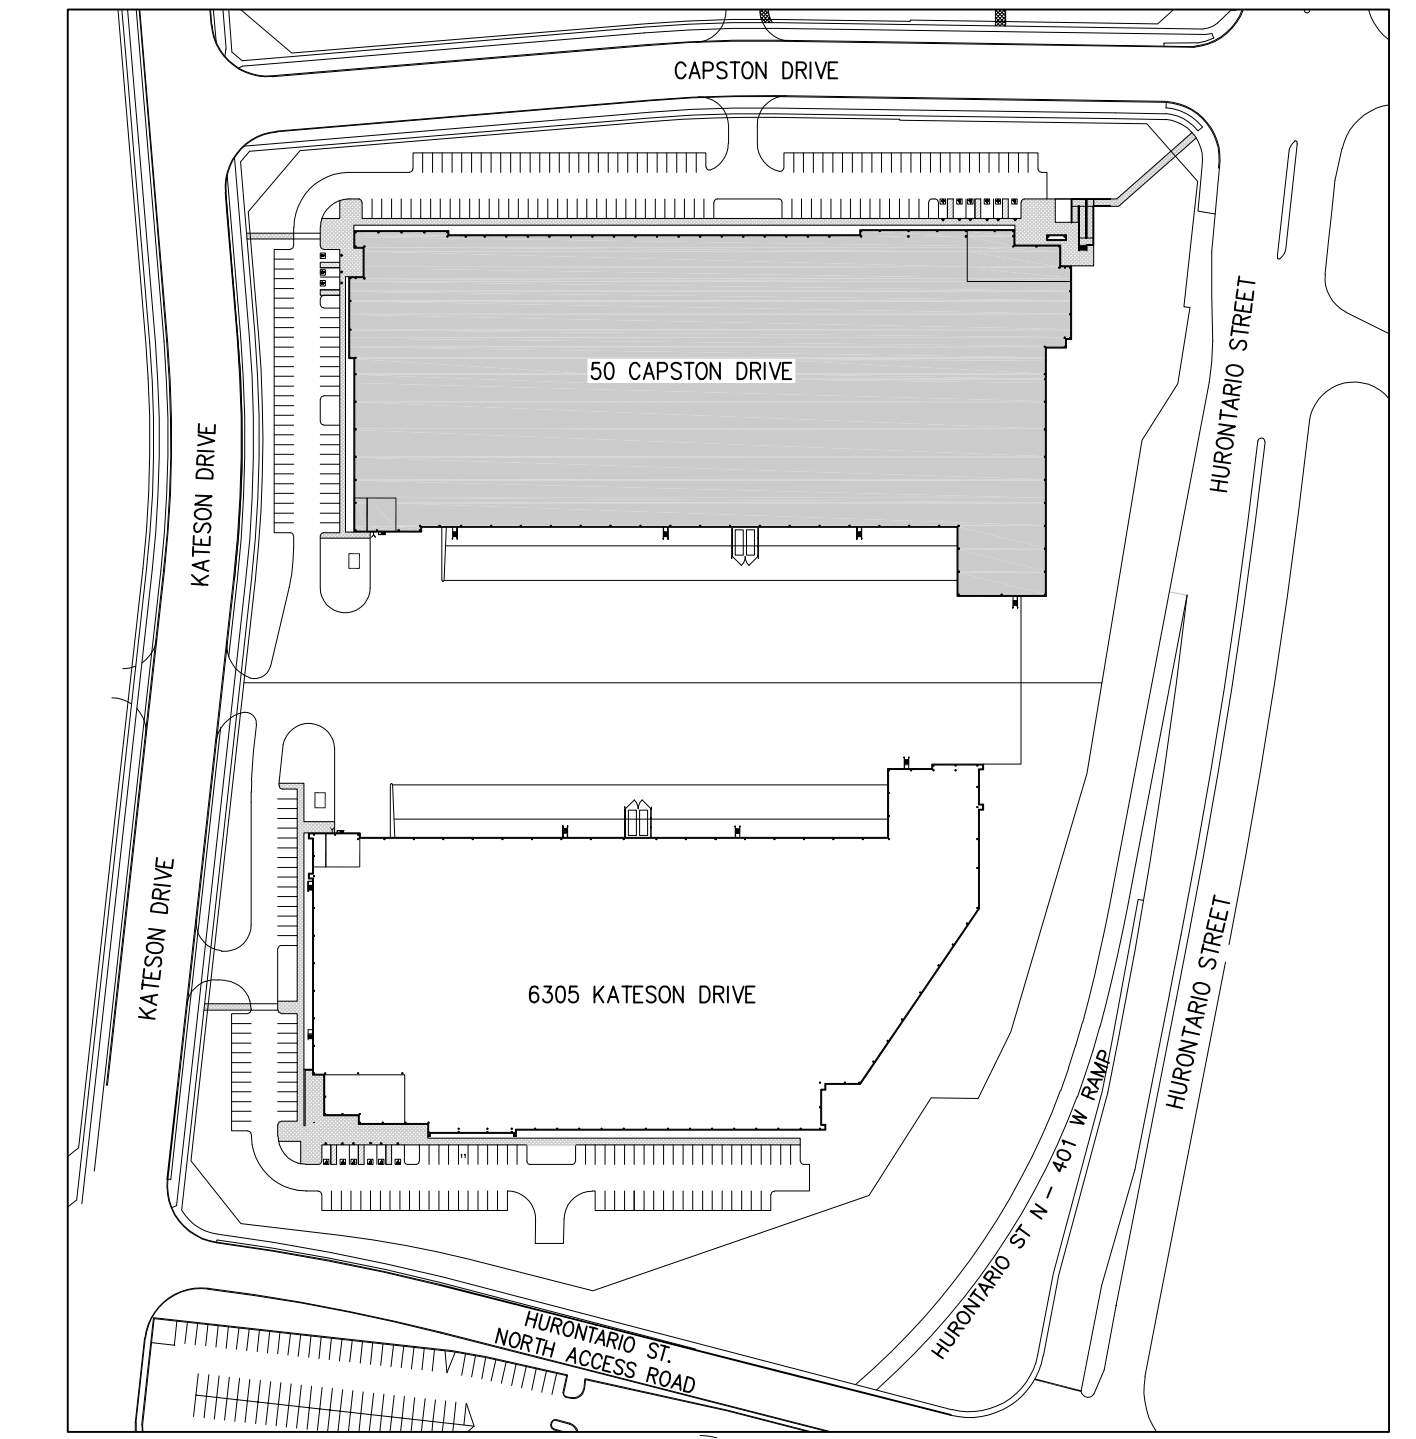 CAPSTON DRIVE
50 CAPSTON DRIVE
HURONTARIO STREET
KATESON DRIVE
KATESON DRIVE
6305 KATESON DRIVE
HURONTARIO STREET
HURONTARIO ST N - 401 W RAMP
11
HURONTARIO ST.
NORTH ACCESS ROAD